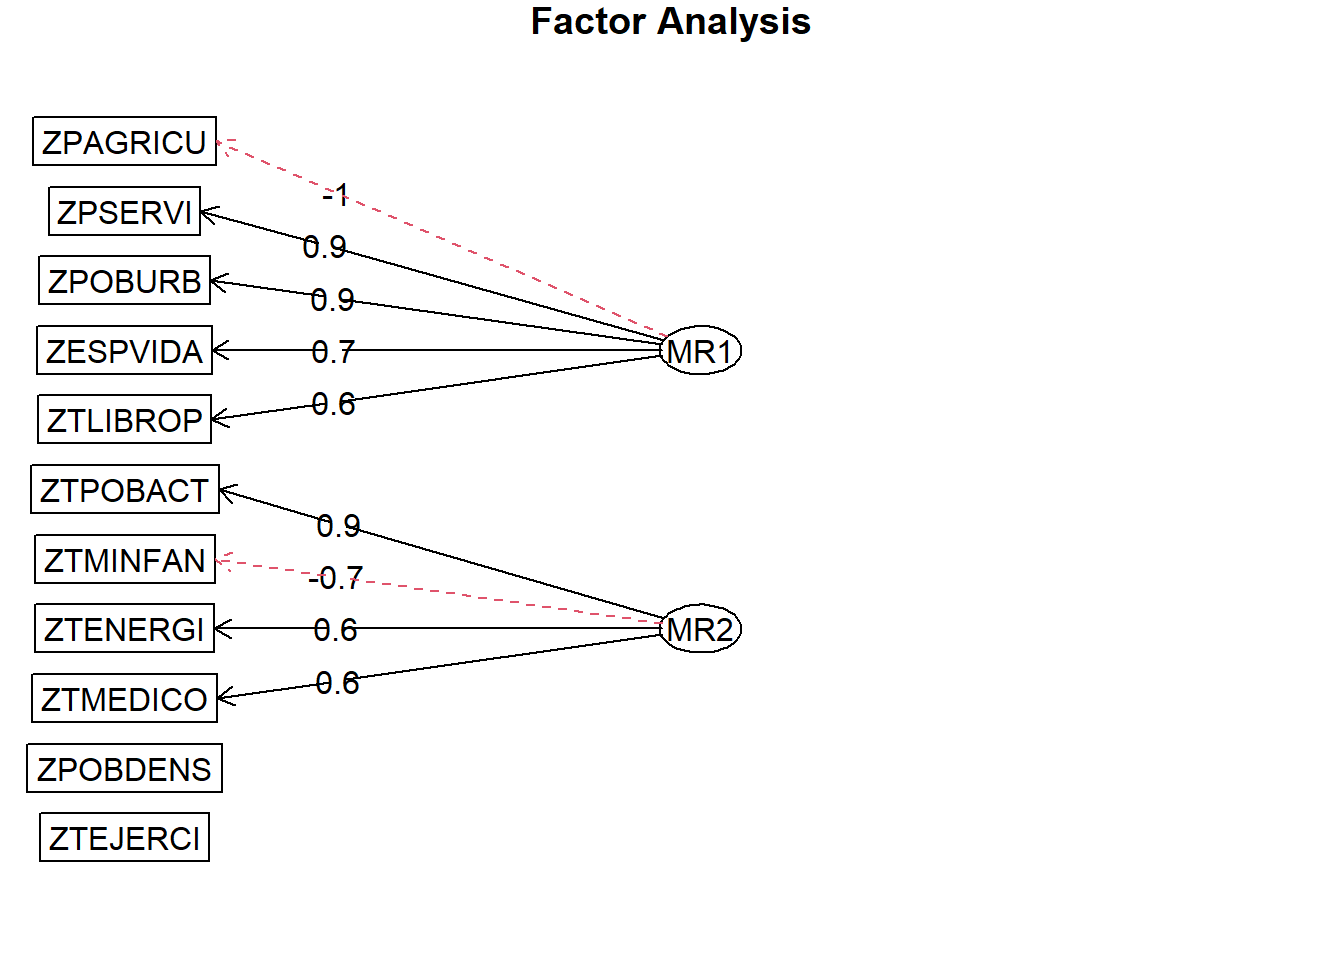 Factor Analysis
ZPAGRICU
-1
ZPSERVI
0.9
ZPOBURB
0.9
ZESPVIDA
0.7
MR1
ZTLIBROP
0.6
ZTPOBACT
0.9
ZTMINFAN
-0.7
ZTENERGI
0.6
MR2
ZTMEDICO
0.6
ZPOBDENS
ZTEJERCI